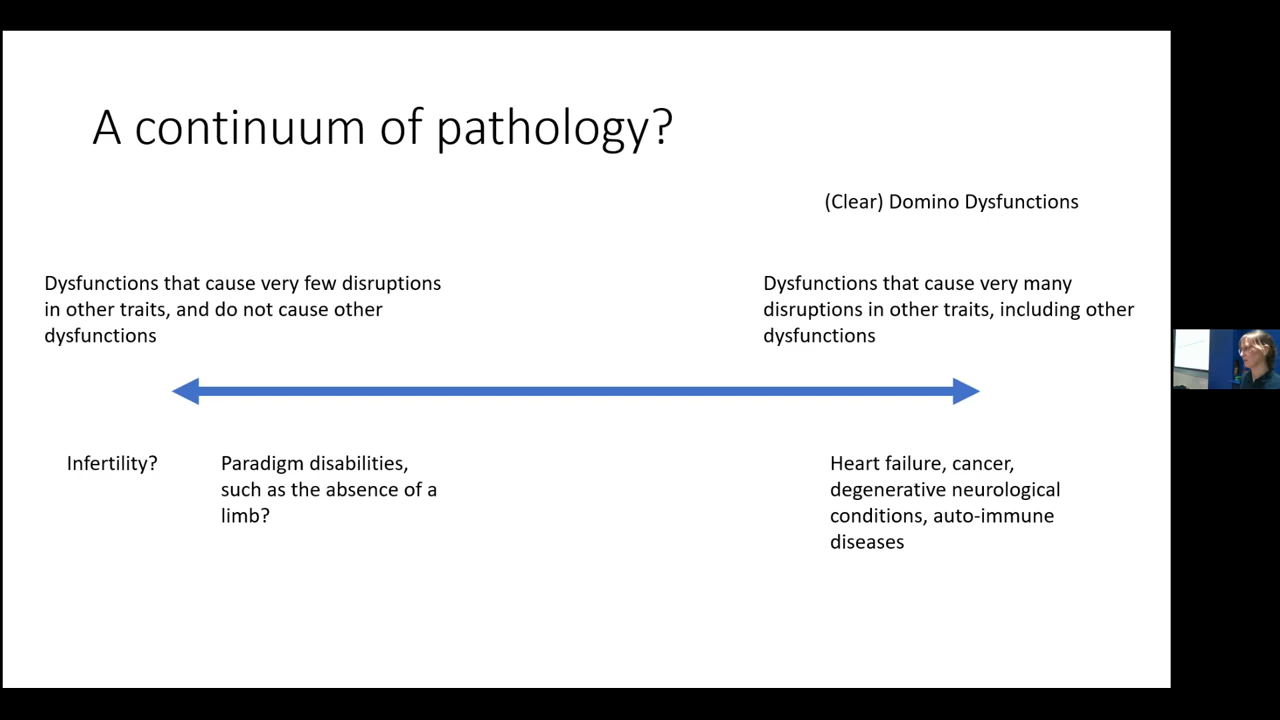 A continuum of pathology?
(Clear) Domino Dysfunctions
Dysfunctions that cause very few disruptions
in other traits, and do not cause other
dysfunctions
Dysfunctions that cause very many
disruptions in other traits, including other
dysfunctions
Infertility?
Paradigm disabilities,
such as the absence of a
limb?
Heart failure, cancer,
degenerative neurological
conditions, auto-immune
diseases